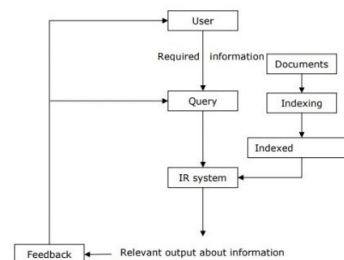 User
Required information
Documents
Query
Indexing
Indexed
IR system
Feedback
Relevant output about information